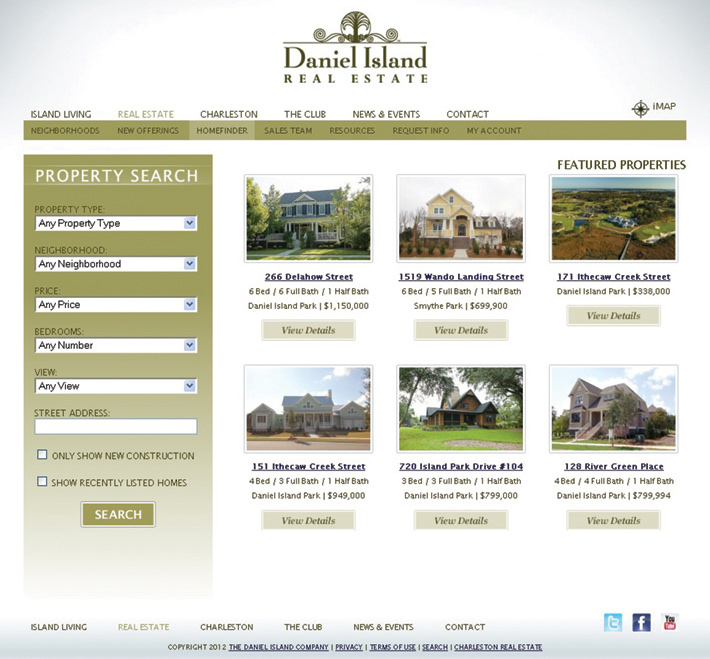 Daniel Island
REAL ESTATE
ISLAND LIVING REAL ESTATE CHARLESTON THE CLUB NEWS & EVENTS CONTACT iMAP
NEIGHBORHOODS NEW OFFERINGS HOMEFINDER SALES TEAM RESOURCES REQUEST INFO MY ACCOUNT
PROPERTY SEARCH
PROPERTY TYPE:
Any Property Type
NEIGHBORHOOD:
Any Neighborhood
PRICE:
Any Price
BEDROOMS:
Any Number
VIEW:
Any View
STREET ADDRESS:
ONLY SHOW NEW CONSTRUCTION
SHOW RECENTLY LISTED HOMES
SEARCH
FEATURED PROPERTIES
266 Delahow Street
6 Bed / 6 Full Bath / 1 Half Bath
Daniel Island Park | $1,150,000
View Details
1519 Wando Landing Street
6 Bed / 5 Full Bath / 1 Half Bath
Smythe Park | $699,900
View Details
171 Ithecaw Creek Street
Daniel Island Park | $338,000
View Details
151 Ithecaw Creek Street
4 Bed / 3 Full Bath / 1 Half Bath
Daniel Island Park | $949,000
View Details
720 Island Park Drive #104
3 Bed / 3 Full Bath / 1 Half Bath
Daniel Island Park | $799,000
View Details
128 River Green Place
4 Bed / 4 Full Bath / 1 Half Bath
Daniel Island Park | $799,994
View Details
ISLAND LIVING REAL ESTATE CHARLESTON THE CLUB NEWS & EVENTS CONTACT
You
Tube
COPYRIGHT 2012 THE DANIEL ISLAND COMPANY | PRIVACY | TERMS OF USE | SEARCH | CHARLESTON REAL ESTATE